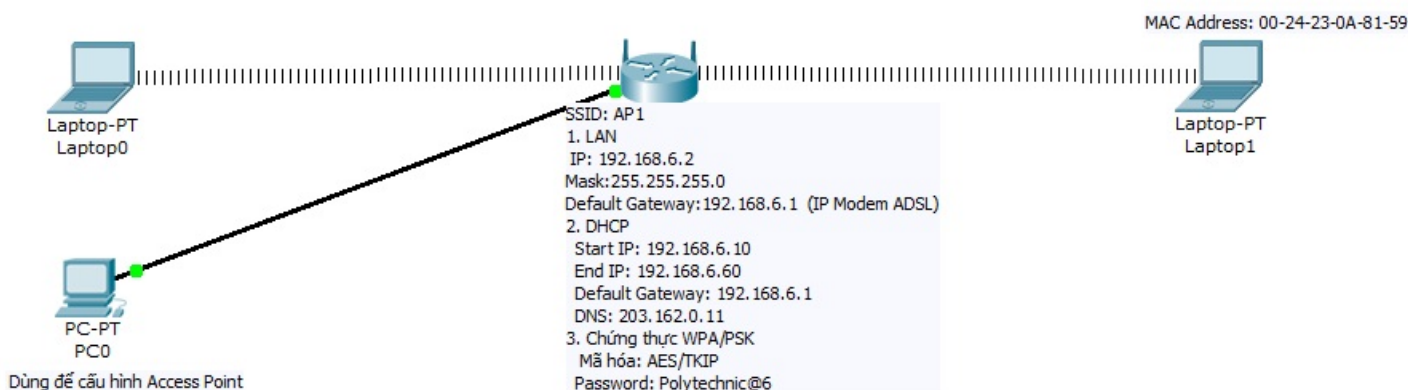 MAC Address: 00-24-23-0A-81-59
Laptop-PT
Laptop0
Laptop-PT
Laptop1
SSID: AP1
1. LAN
IP: 192.168.6.2
Mask:255.255.255.0
Default Gateway:192.168.6.1 (IP Modem ADSL)
2. DHCP
Start IP: 192.168.6.10
End IP: 192.168.6.60
Default Gateway: 192.168.6.1
DNS: 203.162.0.11
3. Chứng thực WPA/PSK
Mã hóa: AES/TKIP
Password: Polytechnic@6
PC-PT
PC0
Dùng để cấu hình Access Point